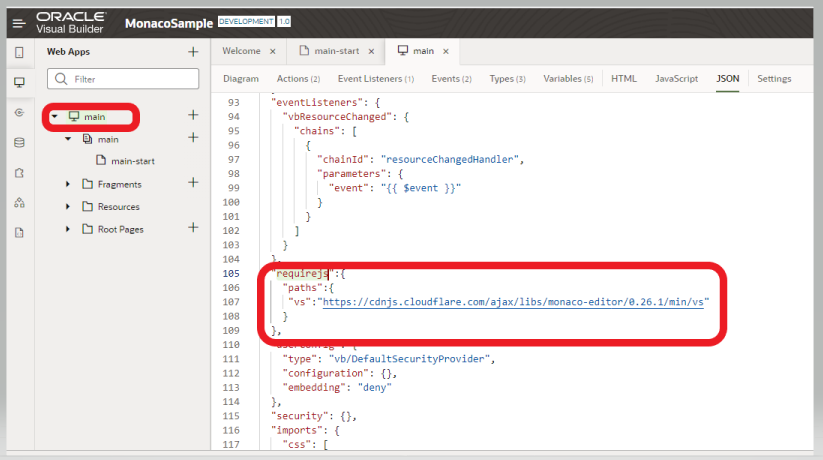 ORACLE
Visual Builder
MonacoSample
DEVELOPMENT
1.0
Web Apps
Filter
main
main
main-start
Fragments
Resources
Root Pages
Welcome ×
main-start ×
main ×
Diagram
Actions (2)
Event Listeners (1)
Events (2)
Types (3)
Variables (5)
HTML
JavaScript
JSON
Settings
93 "eventListeners": {
94 "vbResourceChanged": {
95 "chains": [
96 {
97 "chainId": "resourceChangedHandler",
98 "parameters": {
99 "event": "{{ $event }}"
100 }
101 }
102 ]
103 }
104 },
105 "requirejs":{
106 "paths":{
107 "vs":"https://cdnjs.cloudflare.com/ajax/libs/monaco-editor/0.26.1/min/vs"
108 }
109 },
110 "userConfig": {
111 "type": "vb/DefaultSecurityProvider",
112 "configuration": {},
113 "embedding": "deny"
114 },
115 "security": {},
116 "imports": {
117 "css": [